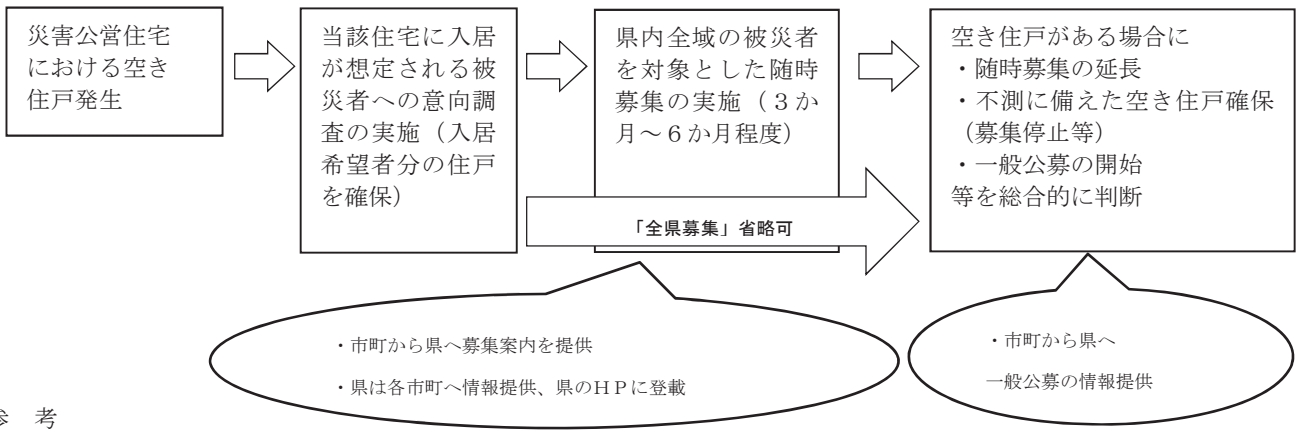 災害公営住宅
における空き
住戸発生
当該住宅に入居
が想定される被
災者への意向調
査の実施（入居
希望者分の住戸
を確保）
県内全域の被災者
を対象とした随時
募集の実施（３か
月～６か月程度）
空き住戸がある場合に
・随時募集の延長
・不測に備えた空き住戸確保
（募集停止等）
・一般公募の開始
等を総合的に判断
「全県募集」省略可
・市町から県へ募集案内を提供
・県は各市町へ情報提供、県のＨＰに登載
・市町から県へ
一般公募の情報提供
参　考